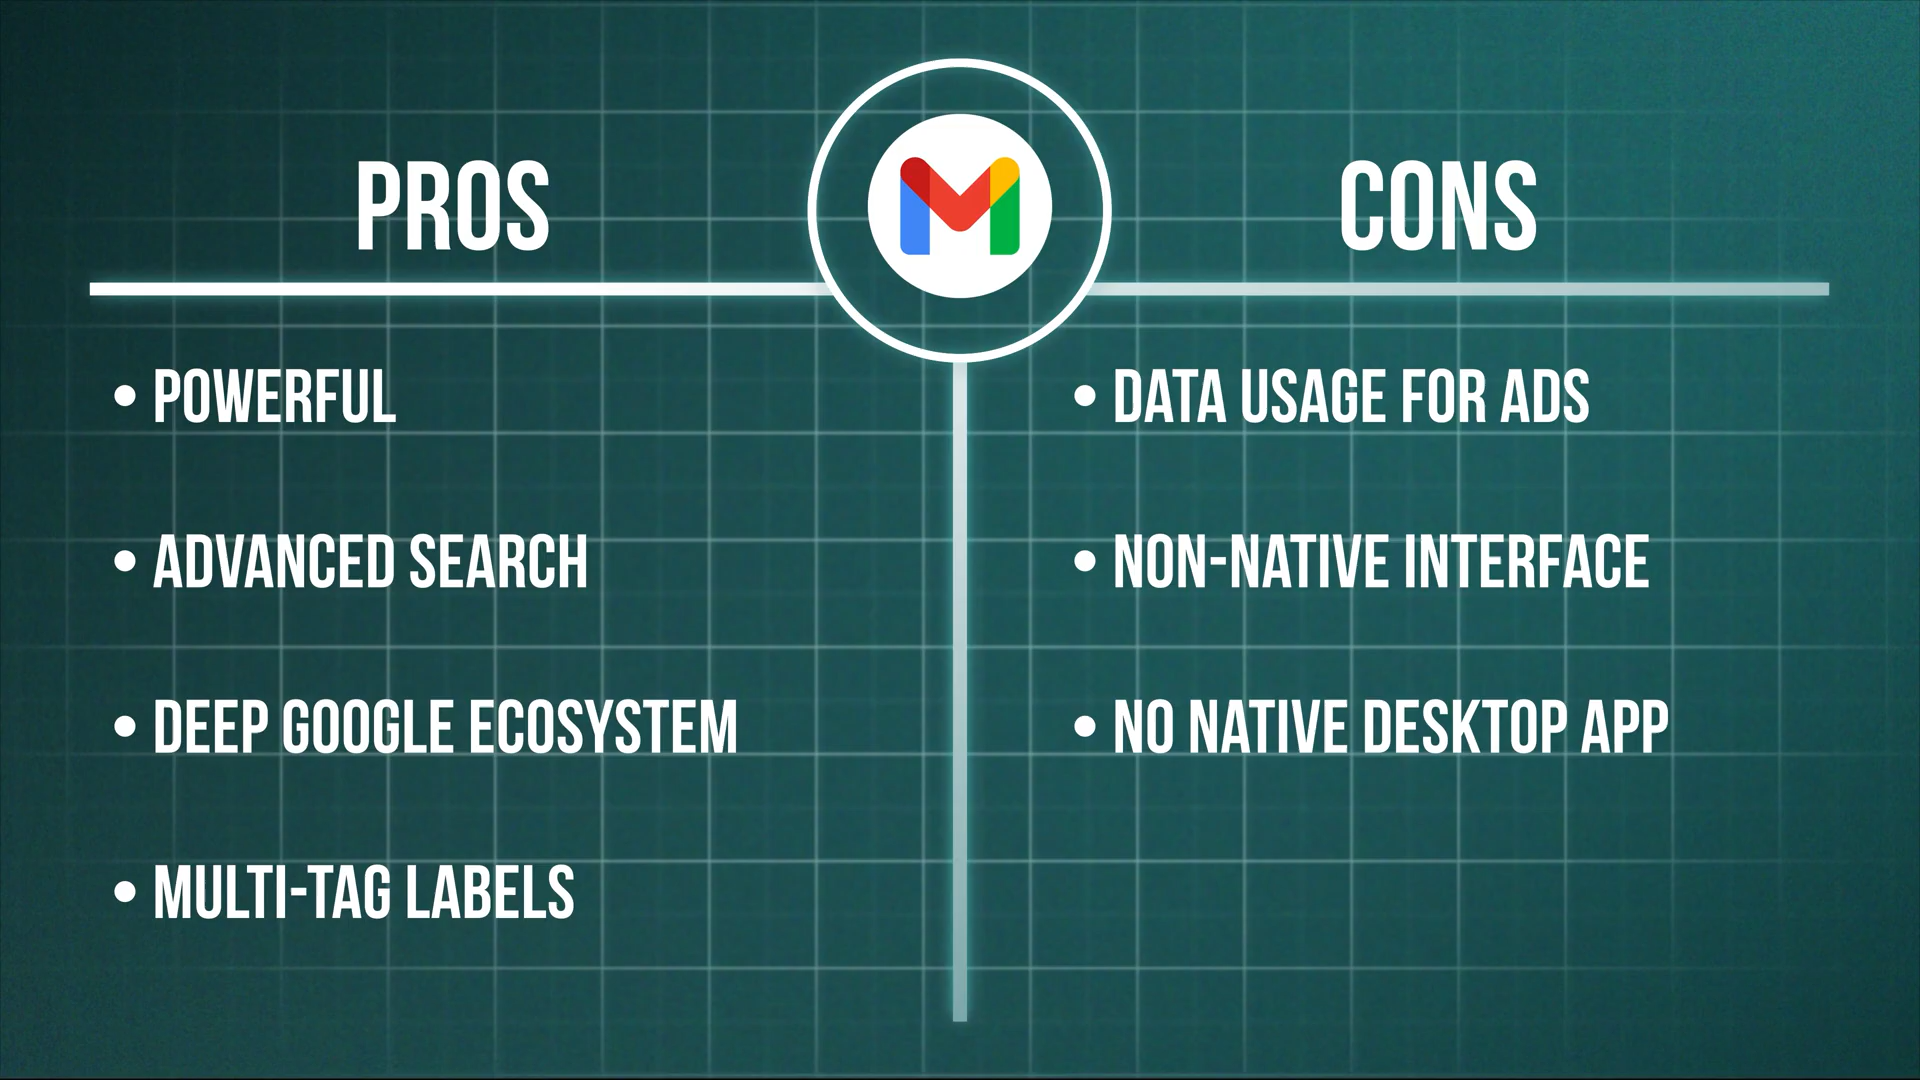 PROS
CONS
• POWERFUL
• ADVANCED SEARCH
• DEEP GOOGLE ECOSYSTEM
• MULTI-TAG LABELS
• DATA USAGE FOR ADS
• NON-NATIVE INTERFACE
• NO NATIVE DESKTOP APP